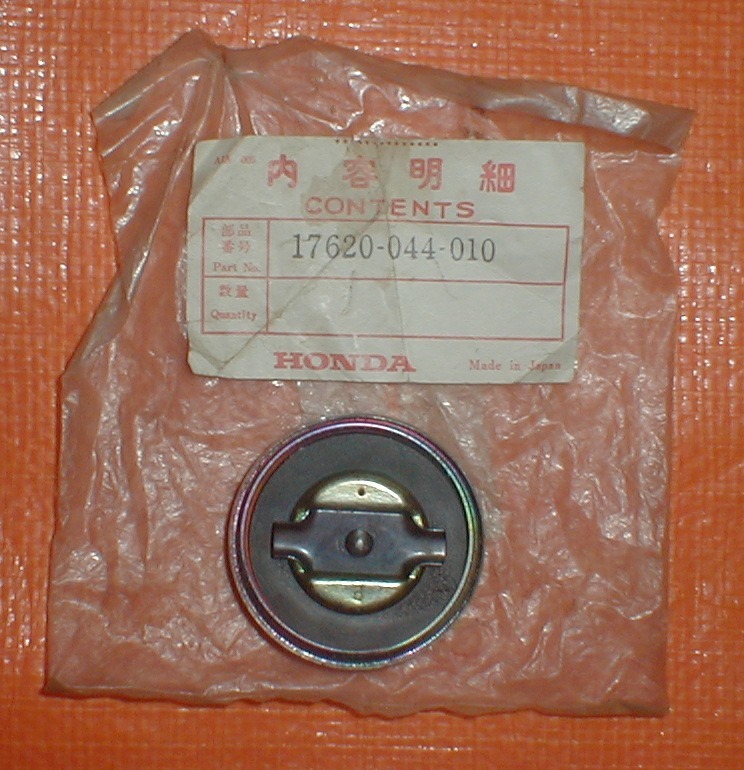 内容明細
CONTENTS
部品
番号
Part No.
17620-044-010
数量
Quantity
HONDA
Made in Japan